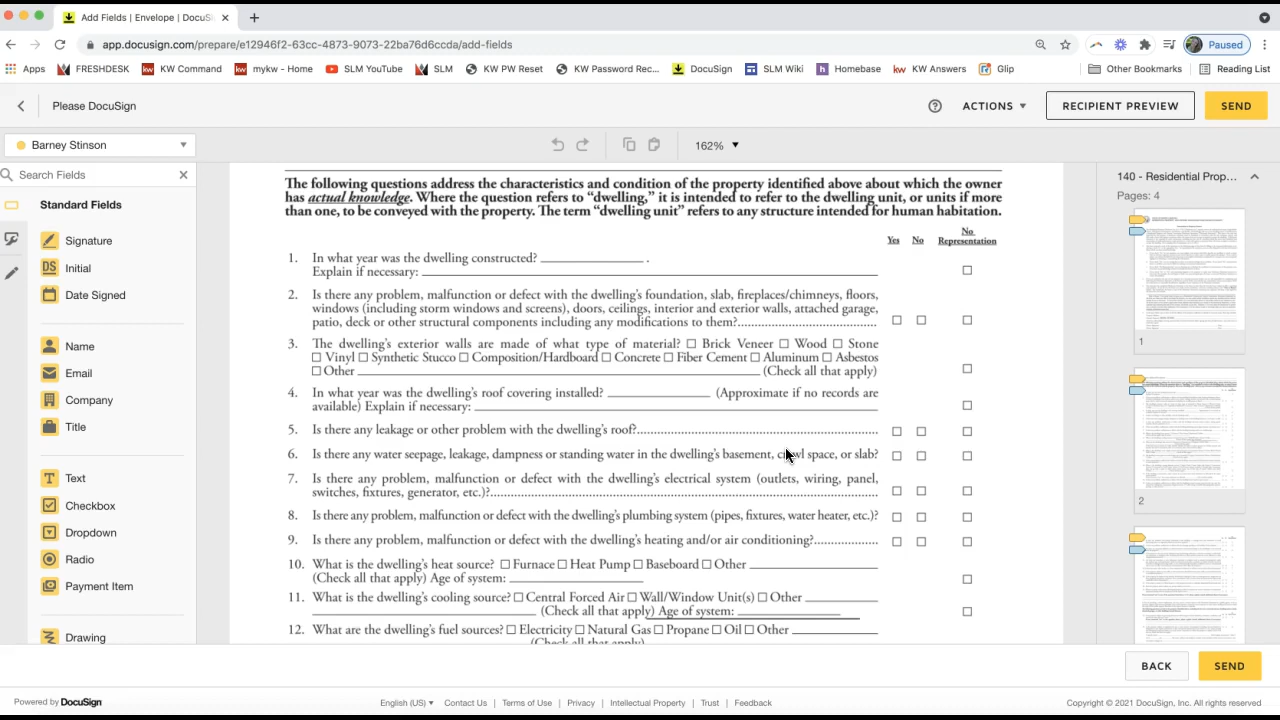 Add Fields | Envelope | DocuS
app.docusign.com/prepare/e12946f2-63cc-4873-9073-22ba76d6ccda/add-fields
Paused
Apps FRESHDESK KW Command mykw - Home SLM YouTube SLM KW PW Reset KW Password Rec... DocuSign SLM Wiki Homebase KW Answers Glip Other Bookmarks Reading List
Please DocuSign
ACTIONS RECIPIENT PREVIEW SEND
Barney Stinson
162%
Search Fields
Standard Fields
Signature
Initial
Date Signed
Name
Email
Company
Title
Text
Checkbox
Dropdown
Radio
Payment Item
Drawing
The following questions address the characteristics and condition of the property identified above about which the owner
has actual knowledge. Where the question refers to “dwelling,” it is intended to refer to the dwelling unit, or units if more
than one, to be conveyed with the property. The term “dwelling unit” refers to any structure intended for human habitation.
Yes No No Representation
1. In what year was the dwelling constructed? .
Explain if necessary:
2. Is there any problem, malfunction or defect with the dwelling’s foundation, slab, fireplaces/chimneys, floors,
windows (including storm windows and screens), doors, ceilings, interior and exterior walls, attached garage,
patio, deck or other structural components including any modifications to them?
3. The dwelling’s exterior walls are made of what type of material? Brick Veneer Wood Stone
Vinyl Synthetic Stucco Composition/Hardboard Concrete Fiber Cement Aluminum Asbestos
Other (Check all that apply)
4. In what year was the dwelling’s roof covering installed? (Approximate if no records are
available) Explain if necessary:
5. Is there any leakage or other problem with the dwelling’s roof?
6. Is there any water seepage, leakage, dampness or standing water in the dwelling’s basement, crawl space, or slab?
7. Is there any problem, malfunction or defect with the dwelling’s electrical system (outlets, wiring, panel,
switches, fixtures, generator, etc.)?
8. Is there any problem, malfunction or defect with the dwelling’s plumbing system (pipes, fixtures, water heater, etc.)?
9. Is there any problem, malfunction or defect with the dwelling’s heating and/or air conditioning?
10. What is the dwelling’s heat source? Furnace Heat Pump Baseboard Other
(Check all that apply) Age of system:
11. What is the dwelling’s cooling source? Central Forced Air Wall/Window Unit(s) Other
(Check all that apply) Age of system:
12. What are the dwelling’s fuel sources? Electricity Natural Gas Propane Oil Other
(Check all that apply)
140 - Residential Prop...
Pages: 4
1
2
BACK SEND
Powered by DocuSign
English (US) Contact Us Terms of Use Privacy Intellectual Property Trust Feedback
Copyright © 2021 DocuSign, Inc. All rights reserved